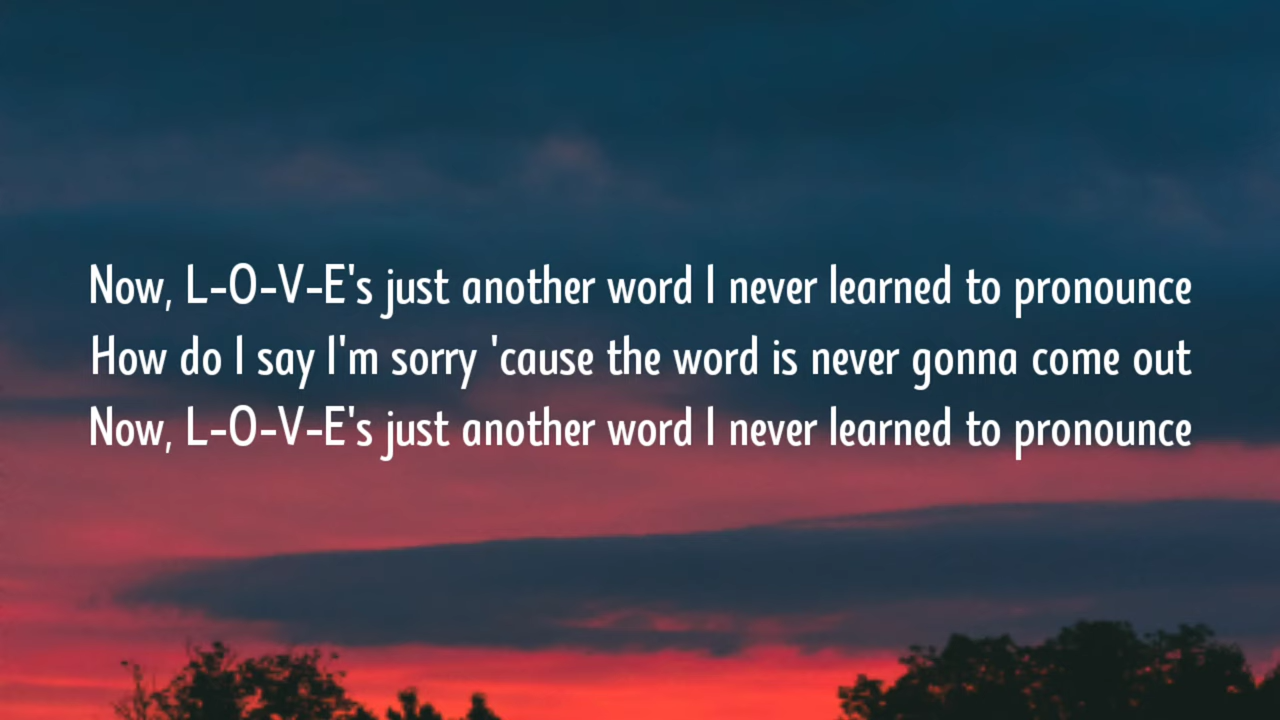 Now, L-O-V-E's just another word I never learned to pronounce
How do I say I'm sorry 'cause the word is never gonna come out
Now, L-O-V-E's just another word I never learned to pronounce